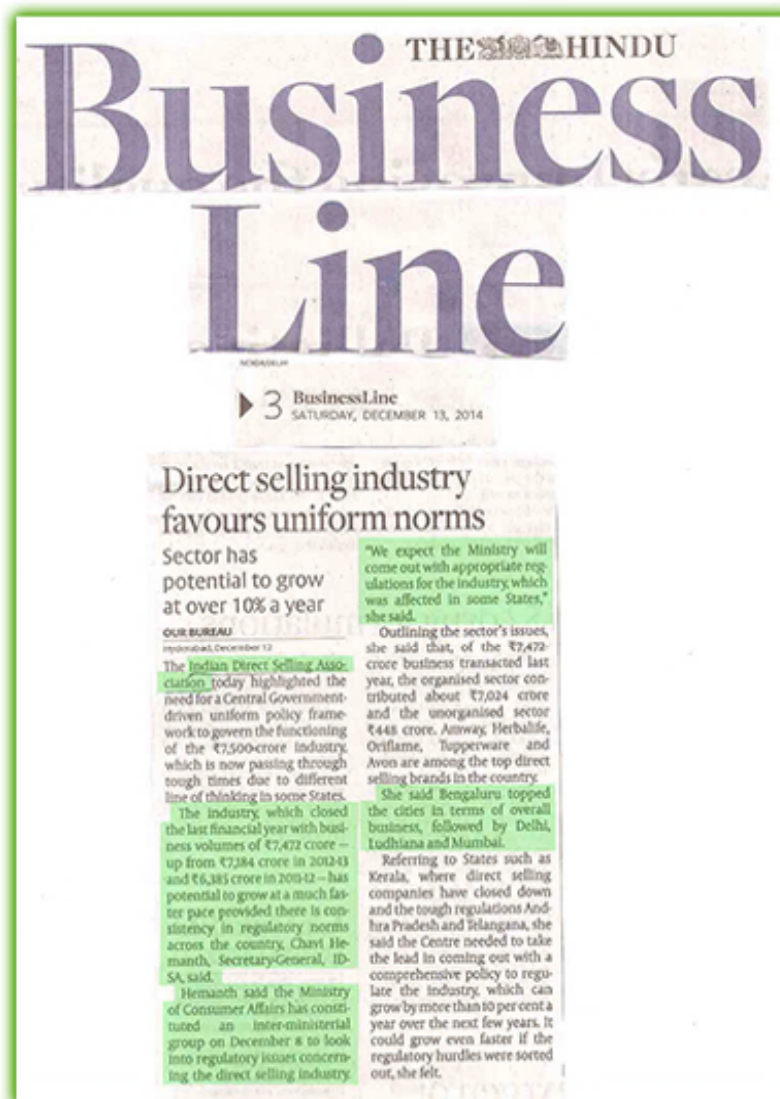 THE HINDU
Business
Line
NOIDA/DELHI
3 BusinessLine
SATURDAY, DECEMBER 13, 2014
Direct selling industry
favours uniform norms
Sector has
potential to grow
at over 10% a year
OUR BUREAU
Hyderabad, December 12
The Indian Direct Selling Asso-
ciation today highlighted the
need for a Central Government-
driven uniform policy frame-
work to govern the functioning
of the ₹7,500-crore industry,
which is now passing through
tough times due to different
line of thinking in some States.
The industry, which closed
the last financial year with busi-
ness volumes of ₹7,472 crore —
up from ₹7,184 crore in 2012-13
and ₹6,385 crore in 2011-12 — has
potential to grow at a much fas-
ter pace provided there is con-
sistency in regulatory norms
across the country, Chavi He-
manth, Secretary-General, ID-
SA, said.
Hemanth said the Ministry
of Consumer Affairs has consti-
tuted an inter-ministerial
group on December 8 to look
into regulatory issues concern-
ing the direct selling industry.
"We expect the Ministry will
come out with appropriate reg-
ulations for the industry, which
was affected in some States,"
she said.
Outlining the sector's issues,
she said that, of the ₹7,472-
crore business transacted last
year, the organised sector con-
tributed about ₹7,024 crore
and the unorganised sector
₹448 crore. Amway, Herbalife,
Oriflame, Tupperware and
Avon are among the top direct
selling brands in the country.
She said Bengaluru topped
the cities in terms of overall
business, followed by Delhi,
Ludhiana and Mumbai.
Referring to States such as
Kerala, where direct selling
companies have closed down
and the tough regulations And-
hra Pradesh and Telangana, she
said the Centre needed to take
the lead in coming out with a
comprehensive policy to regu-
late the industry, which can
grow by more than 10 per cent a
year over the next few years. It
could grow even faster if the
regulatory hurdles were sorted
out, she felt.